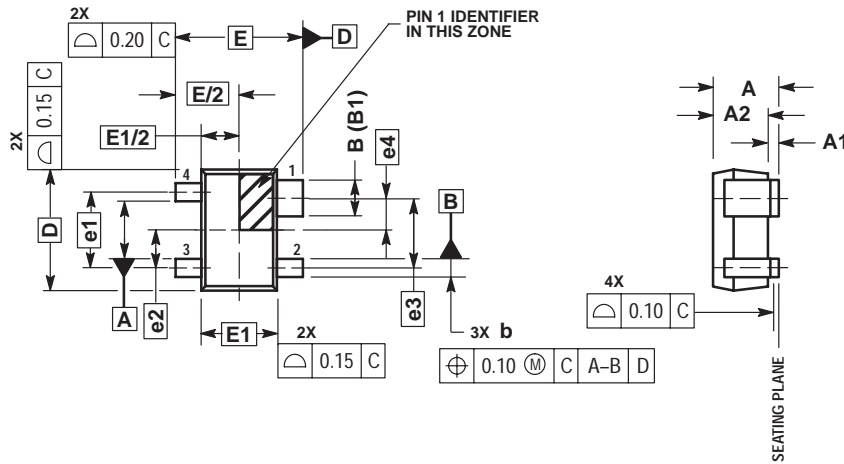 2X
⌓ 0.20 C
E
D
PIN 1 IDENTIFIER
IN THIS ZONE
E/2
2X
⌓ 0.15 C
E1/2
B (B1)
e4
A
A2
A1
4
1
B
D
e1
3
2
e3
A
e2
E1
2X
⌓ 0.15 C
3X b
⌖ 0.10 Ⓜ C A–B D
4X
⌓ 0.10 C
SEATING PLANE